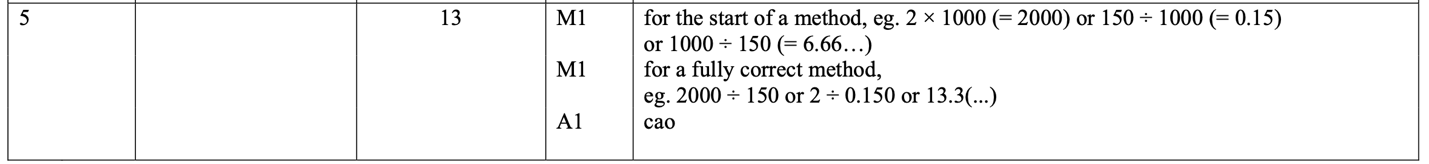 5 13 M1 for the start of a method, eg. 2 × 1000 (= 2000) or 150 ÷ 1000 (= 0.15)
or 1000 ÷ 150 (= 6.66…)
M1 for a fully correct method,
eg. 2000 ÷ 150 or 2 ÷ 0.150 or 13.3(...)
A1 cao